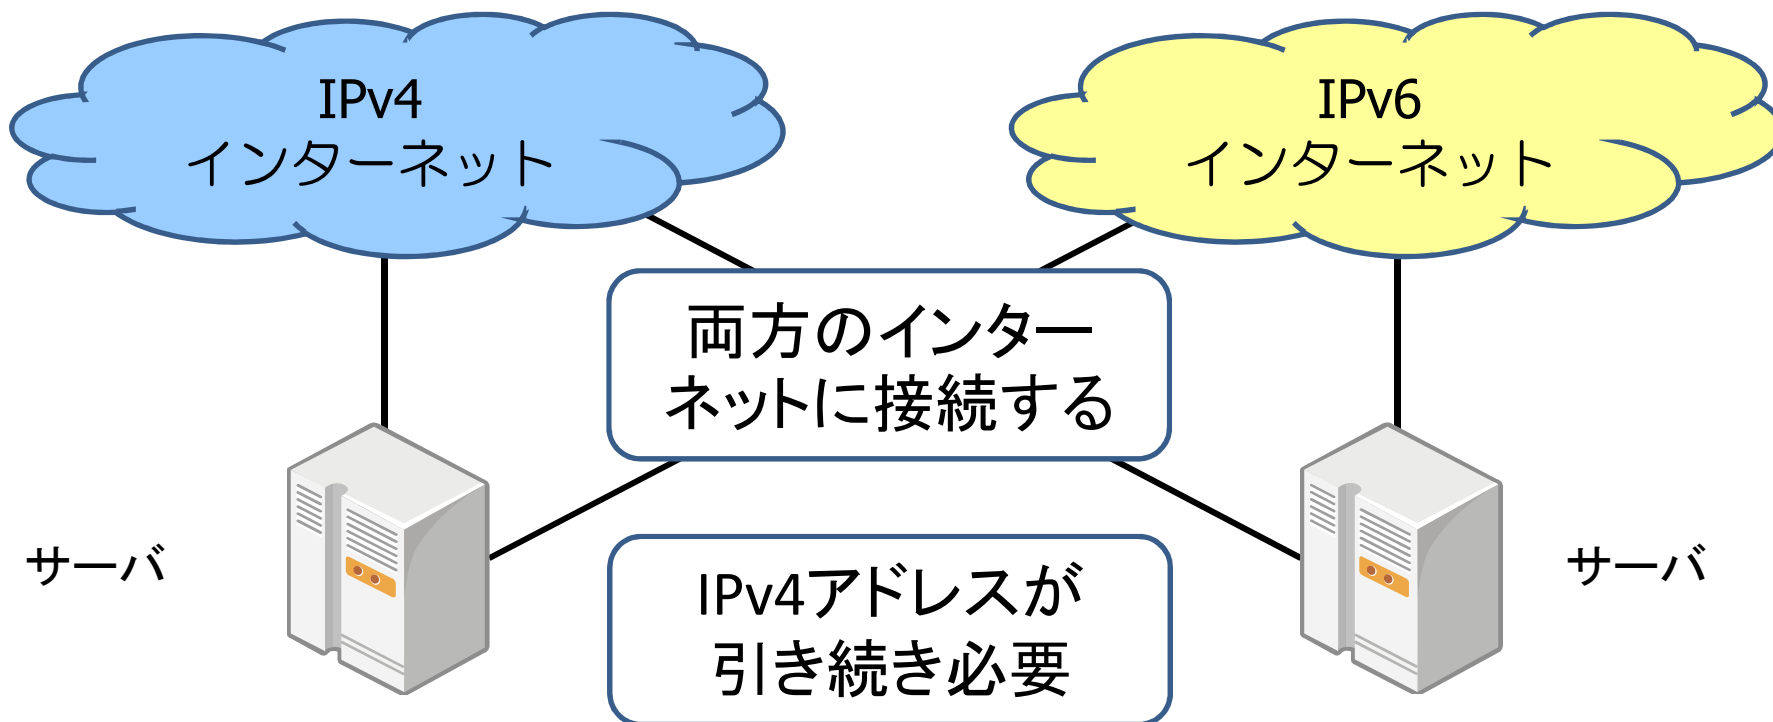 IPv4
インターネット
IPv6
インターネット
両方のインター
ネットに接続する
サーバ
IPv4アドレスが
引き続き必要
サーバ